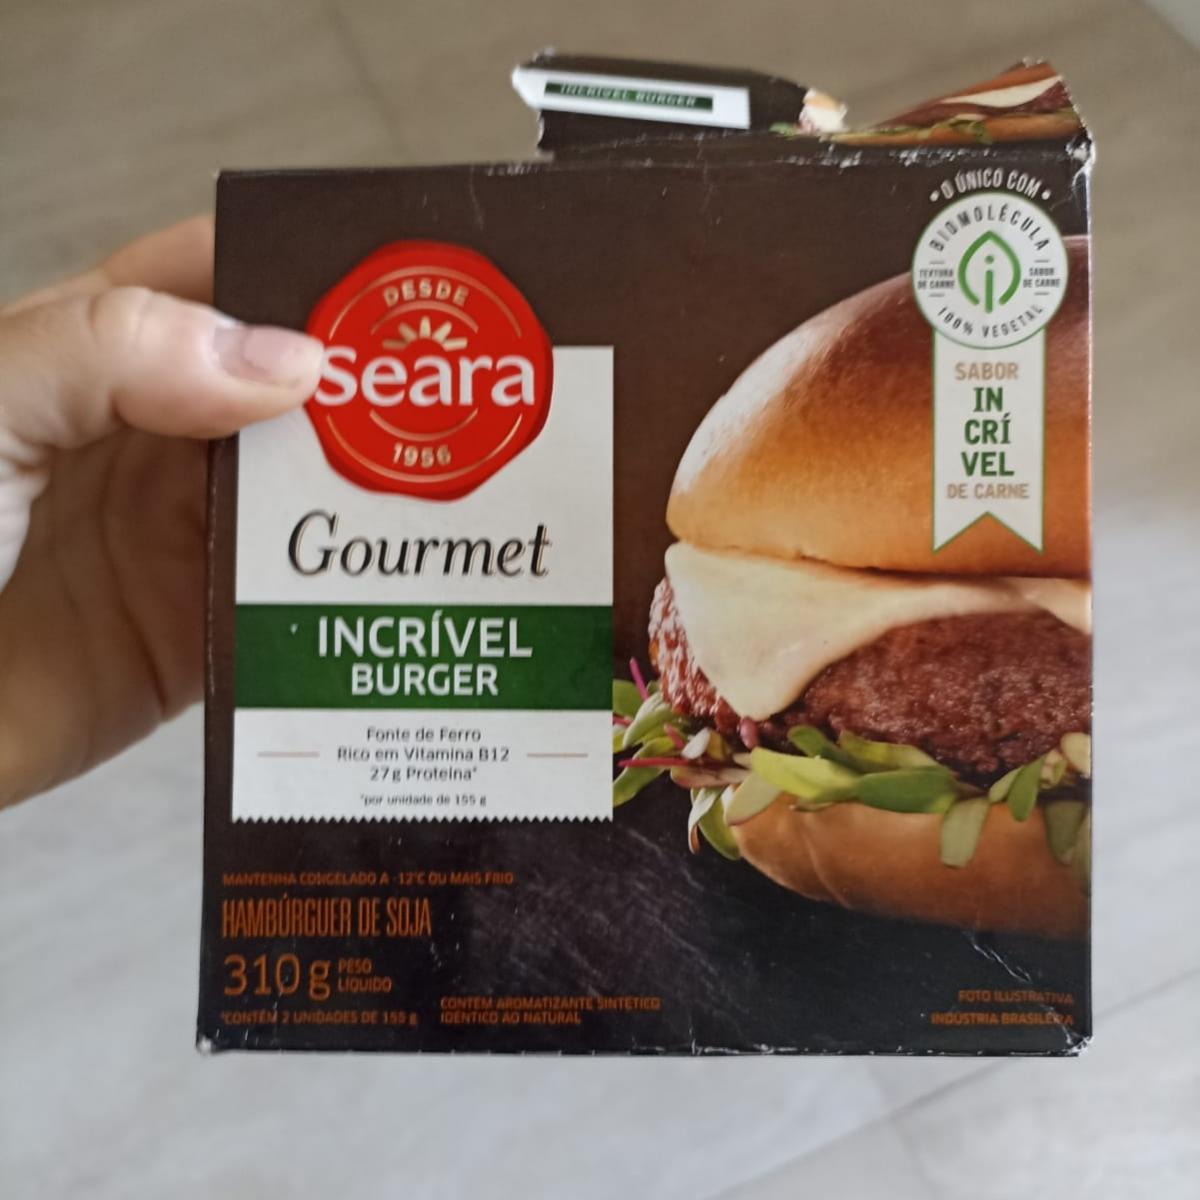 INCRÍVEL BURGER
• O ÚNICO COM •
BIOMOLÉCULA
TEXTURA
DE CARNE
SABOR
DE CARNE
100% VEGETAL
SABOR
IN
CRÍ
VEL
DE CARNE
DESDE
Seara
1956
Gourmet
INCRÍVEL
BURGER
Fonte de Ferro
Rico em Vitamina B12
27g Proteína*
*por unidade de 155 g
MANTENHA CONGELADO A -12°C OU MAIS FRIO
HAMBÚRGUER DE SOJA
310 g PESO
LÍQUIDO
*CONTÉM 2 UNIDADES DE 155 g
CONTÉM AROMATIZANTE SINTÉTICO
IDÊNTICO AO NATURAL
FOTO ILUSTRATIVA
INDÚSTRIA BRASILEIRA